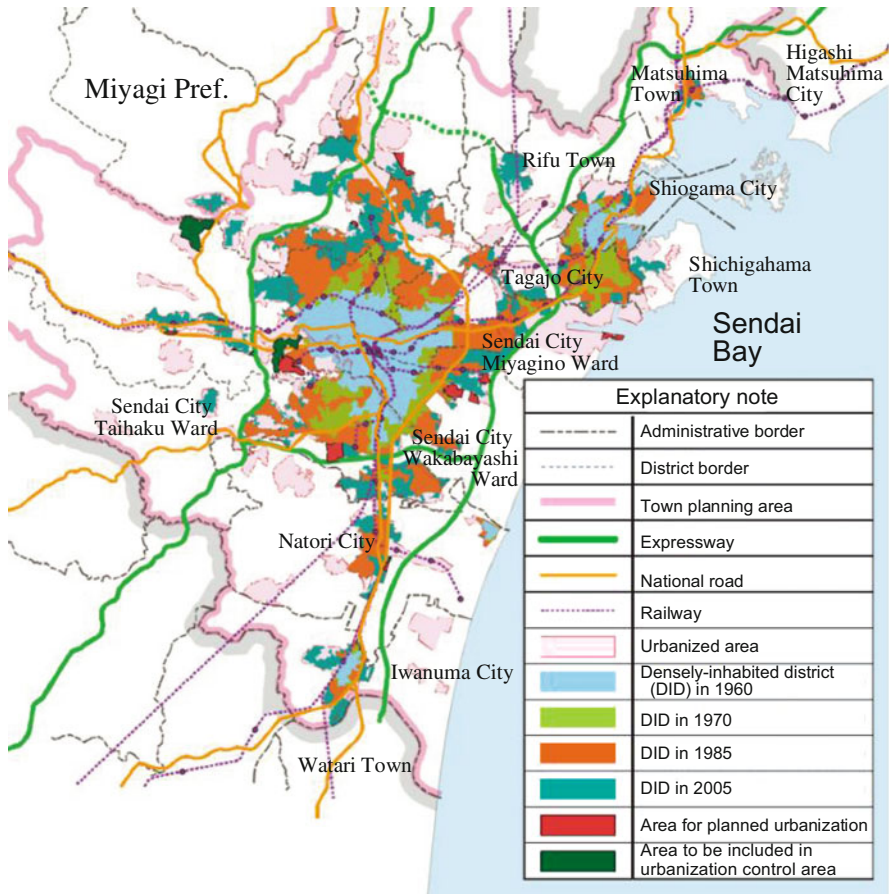 Miyagi Pref.
Matsuhima
Town
Higashi
Matsuhima
City
Rifu Town
Shiogama City
Tagajo City
Shichigahama
Town
Sendai
Bay
Sendai City
Miyagino Ward
Sendai City
Taihaku Ward
Sendai City
Wakabayashi
Ward
Natori City
Iwanuma City
Watari Town
Explanatory note
Administrative border
District border
Town planning area
Expressway
National road
Railway
Urbanized area
Densely-inhabited district
(DID) in 1960
DID in 1970
DID in 1985
DID in 2005
Area for planned urbanization
Area to be included in
urbanization control area